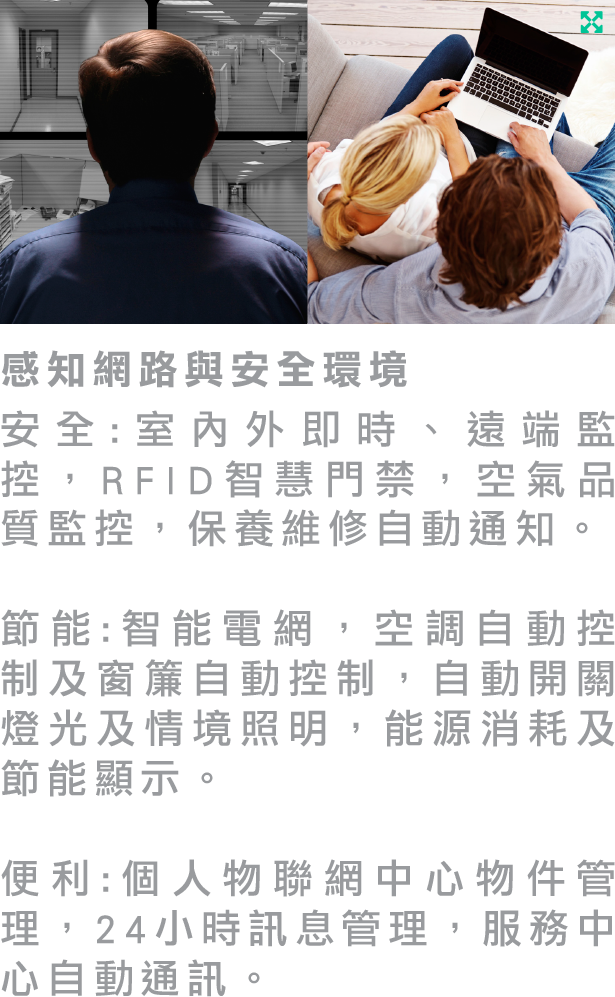 感知網路與安全環境
安全:室內外即時、遠端監
控，RFID智慧門禁，空氣品
質監控，保養維修自動通知。
節能:智能電網，空調自動控
制及窗簾自動控制，自動開關
燈光及情境照明，能源消耗及
節能顯示。
便利:個人物聯網中心物件管
理，24小時訊息管理，服務中
心自動通訊。